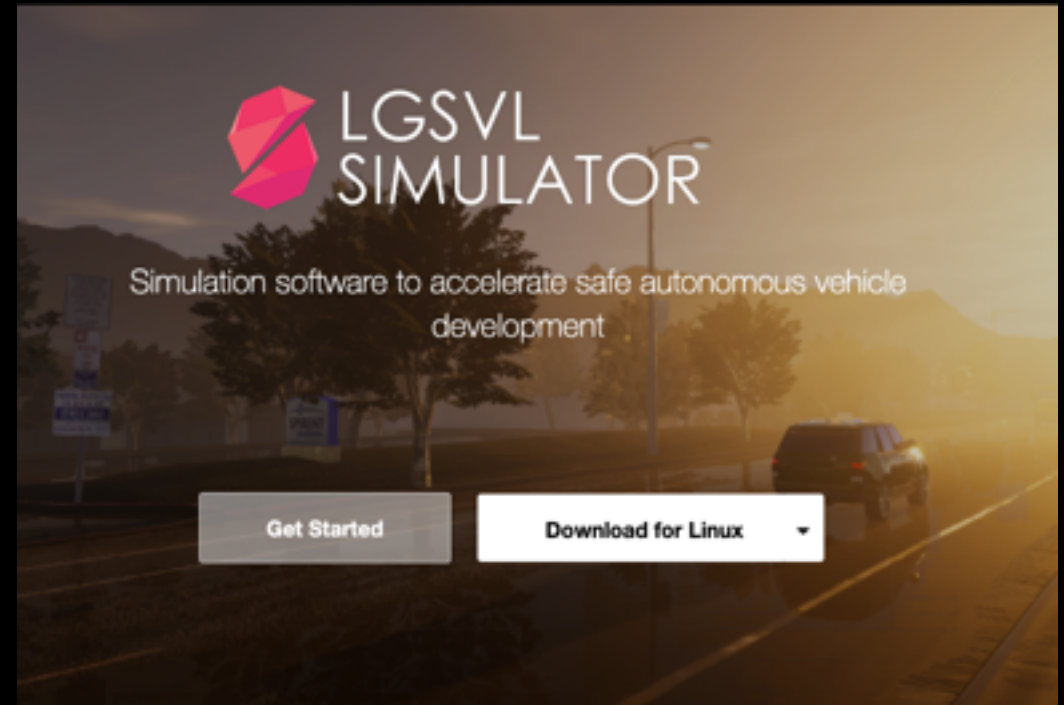 LGSVL
SIMULATOR
Simulation software to accelerate safe autonomous vehicle
development
Get Started
Download for Linux